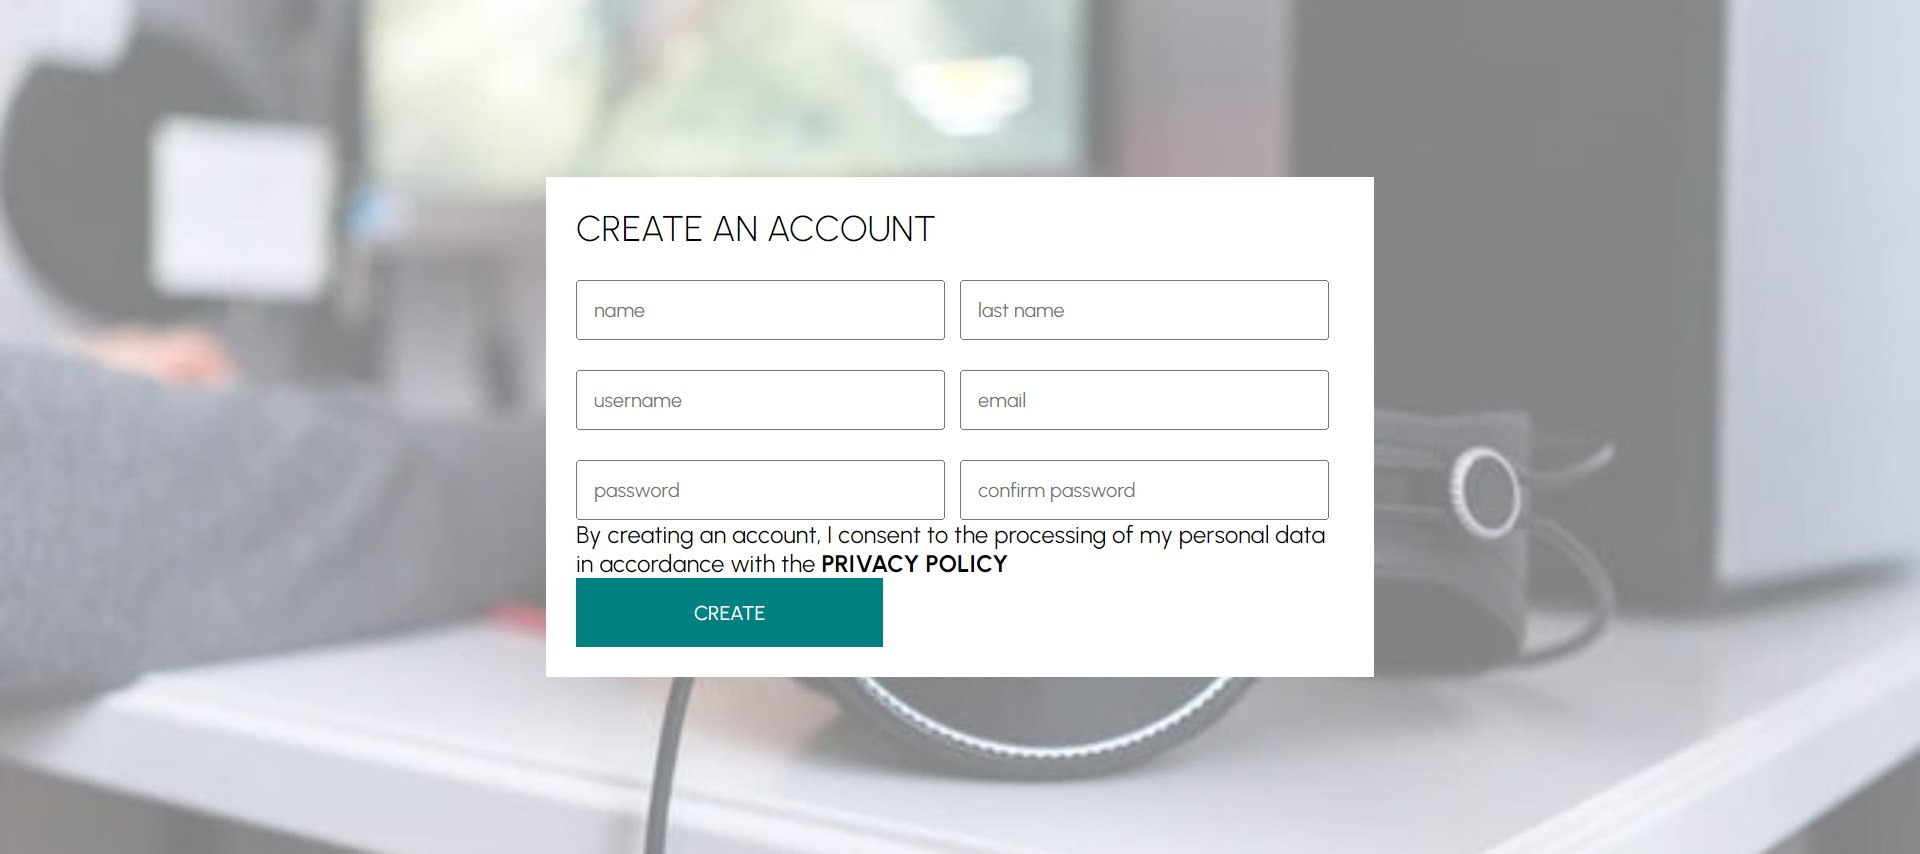 CREATE AN ACCOUNT
name
last name
username
email
password
confirm password
By creating an account, I consent to the processing of my personal data
in accordance with the PRIVACY POLICY
CREATE